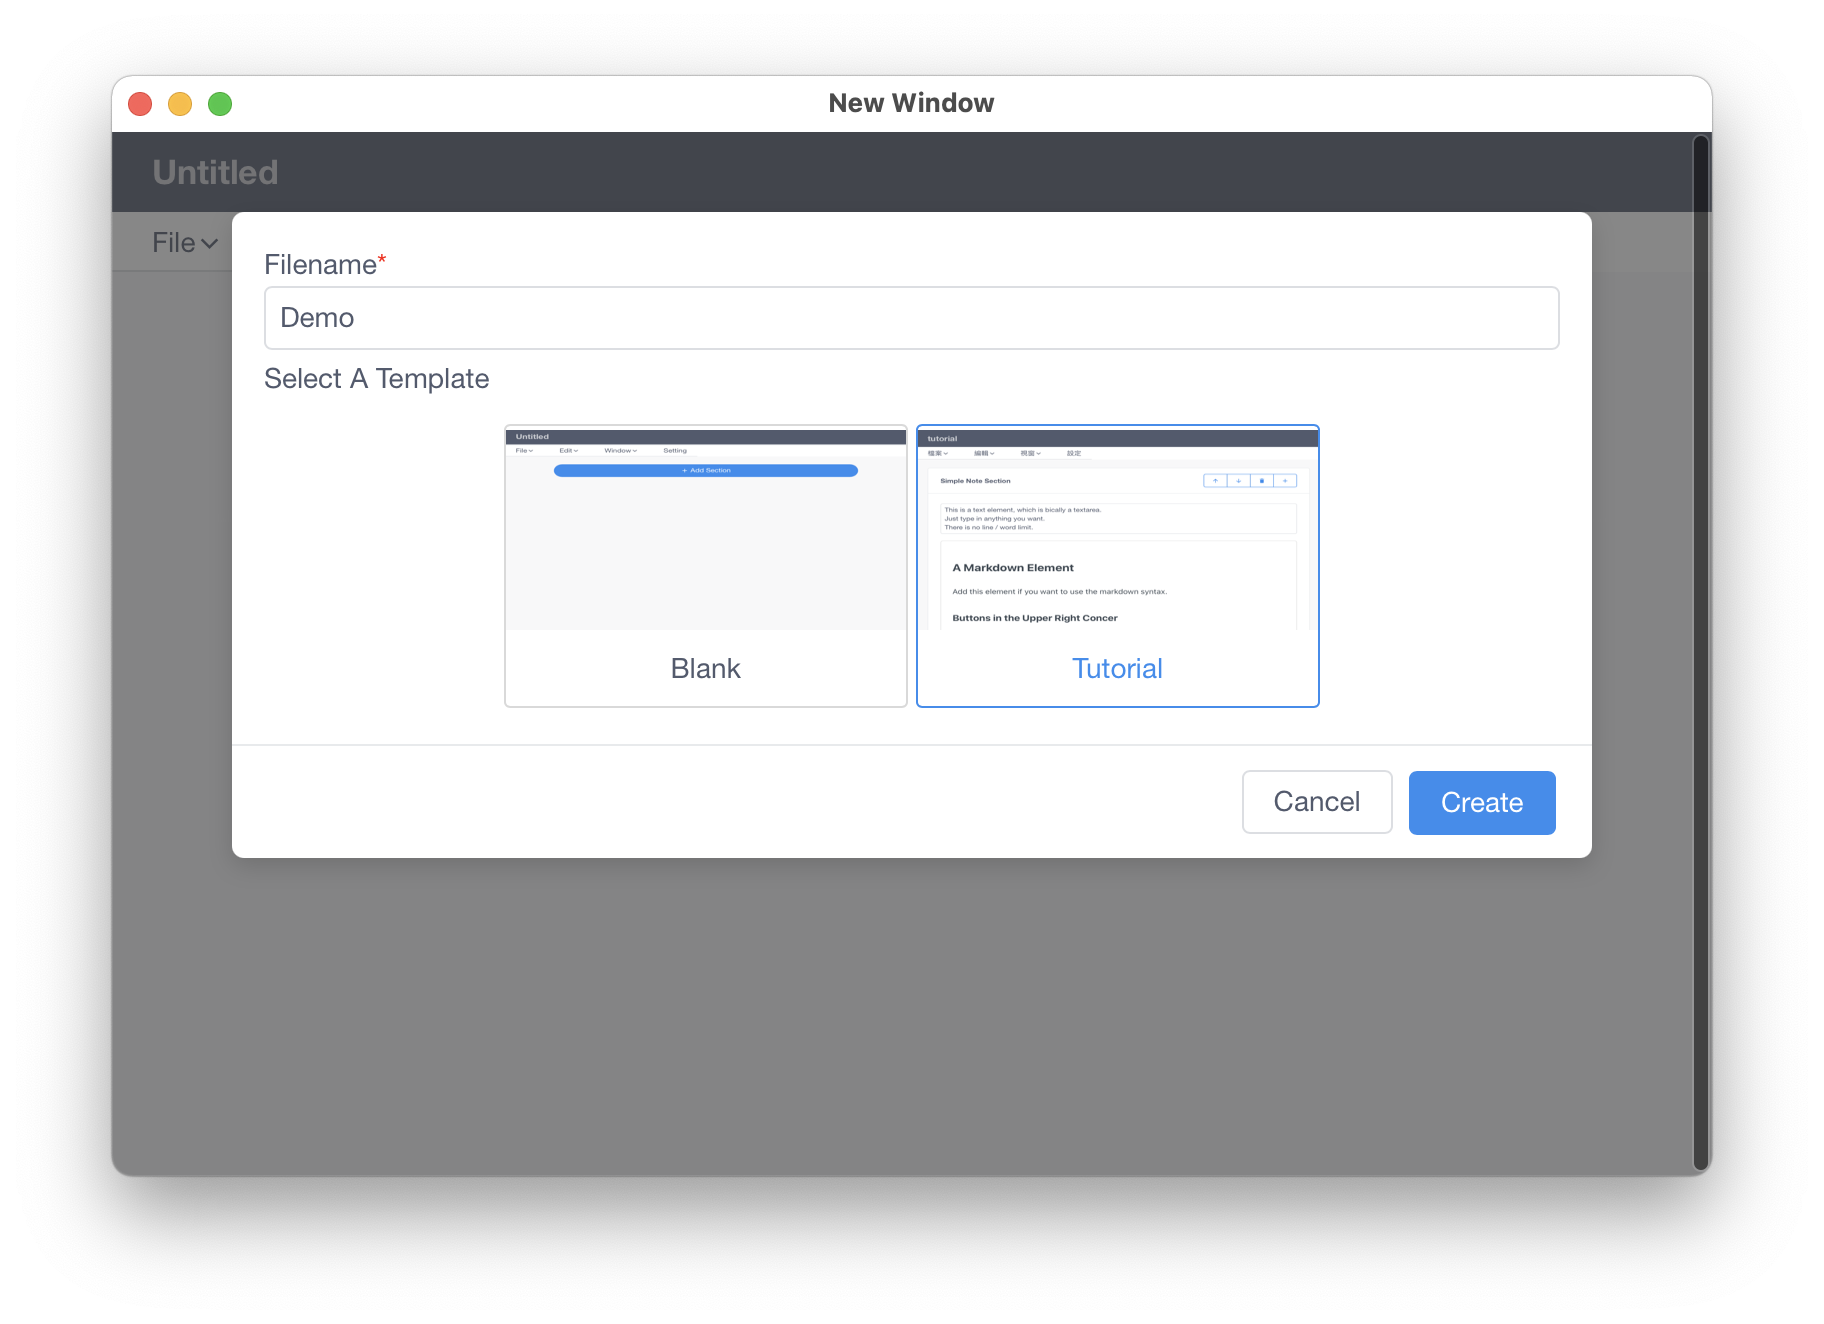 New Window
Untitled
File
Filename*
Demo
Select A Template
Untitled
File Edit Window Setting
+ Add Section
Blank
tutorial
檔案 編輯 視窗 設定
Simple Note Section
This is a text element, which is bically a textarea.
Just type in anything you want.
There is no line / word limit.
A Markdown Element
Add this element if you want to use the markdown syntax.
Buttons in the Upper Right Concer
Tutorial
Cancel
Create